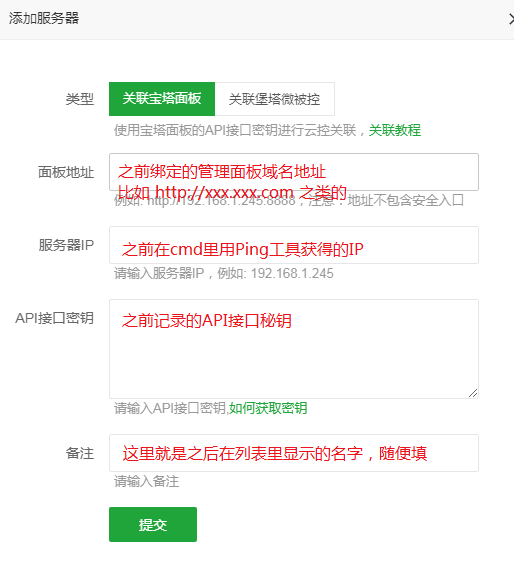 添加服务器
类型 关联宝塔面板 关联堡塔微被控
使用宝塔面板的API接口密钥进行云控关联，关联教程
面板地址 之前绑定的管理面板域名地址
比如 http://xxx.xxx.com 之类的
例如: http://192.168.1.245:8888，注意：地址不包含安全入口
服务器IP 之前在cmd里用Ping工具获得的IP
请输入服务器IP，例如: 192.168.1.245
API接口密钥 之前记录的API接口秘钥
请输入API接口密钥,如何获取密钥
备注 这里就是之后在列表里显示的名字，随便填
请输入备注
提交